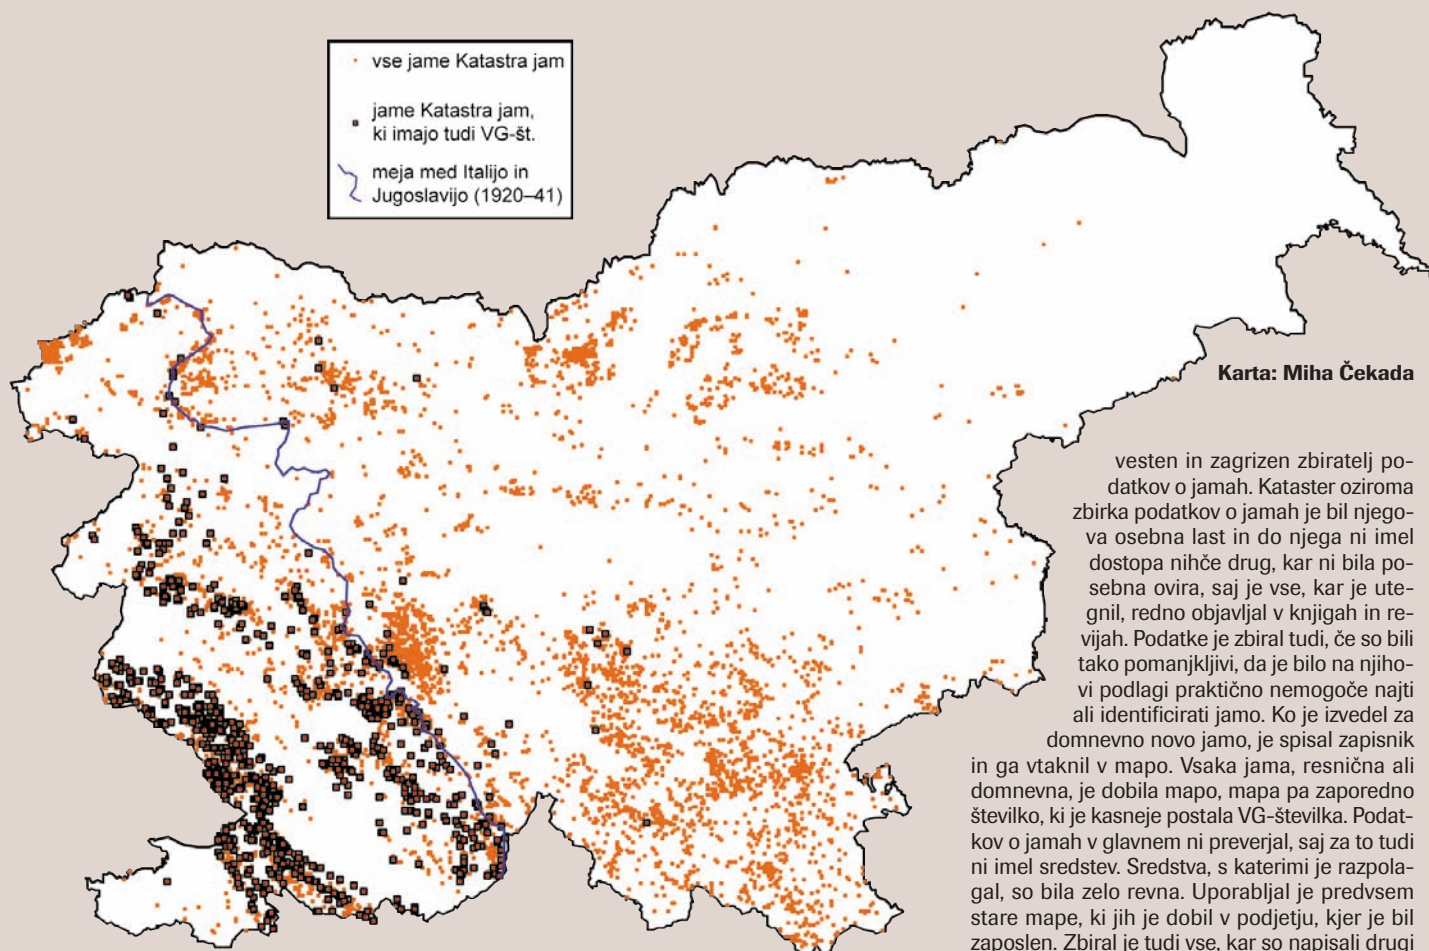 vse jame Katastra jam
jame Katastra jam,
ki imajo tudi VG-št.
meja med Italijo in
Jugoslavijo (1920–41)
Karta: Miha Čekada
vesten in zagrizen zbiratelj po-
datkov o jamah. Kataster oziroma
zbirka podatkov o jamah je bil njego-
va osebna last in do njega ni imel
dostopa nihče drug, kar ni bila po-
sebna ovira, saj je vse, kar je ute-
gnil, redno objavljal v knjigah in re-
vijah. Podatke je zbiral tudi, če so bili
tako pomanjkljivi, da je bilo na njiho-
vi podlagi praktično nemogoče najti
ali identificirati jamo. Ko je izvedel za
domnevno novo jamo, je spisal zapisnik
in ga vtaknil v mapo. Vsaka jama, resnična ali
domnevna, je dobila mapo, mapa pa zaporedno
številko, ki je kasneje postala VG-številka. Podat-
kov o jamah v glavnem ni preverjal, saj za to tudi
ni imel sredstev. Sredstva, s katerimi je razpola-
gal, so bila zelo revna. Uporabljal je predvsem
stare mape, ki jih je dobil v podjetju, kjer je bil
zaposlen. Zbiral je tudi vse, kar so napisali drugi